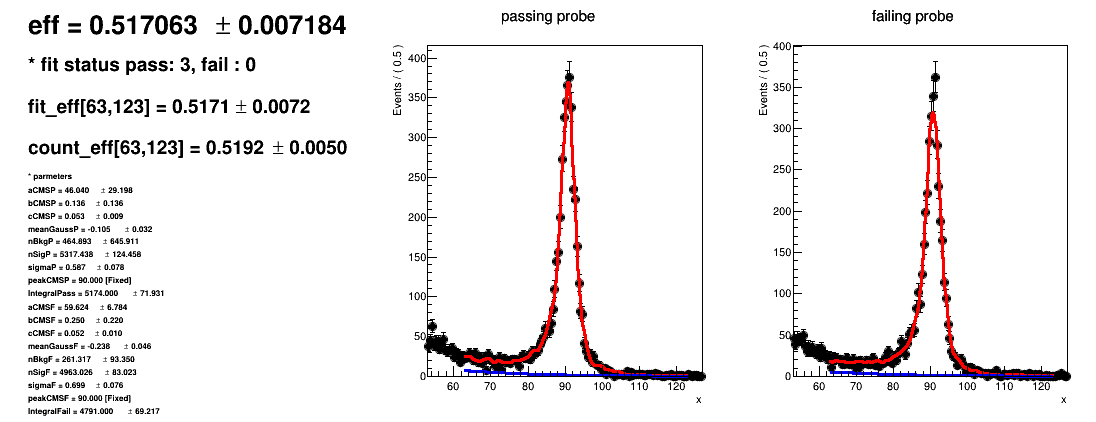 eff = 0.517063 ± 0.007184
* fit status pass: 3, fail : 0
fit_eff[63,123] = 0.5171 ± 0.0072
count_eff[63,123] = 0.5192 ± 0.0050
* parmeters
aCMSP = 46.040 ± 29.198
bCMSP = 0.136 ± 0.136
cCMSP = 0.053 ± 0.009
meanGaussP = -0.105 ± 0.032
nBkgP = 464.893 ± 645.911
nSigP = 5317.438 ± 124.458
sigmaP = 0.587 ± 0.078
peakCMSP = 90.000 [Fixed]
IntegralPass = 5174.000 ± 71.931
aCMSF = 59.624 ± 6.784
bCMSF = 0.250 ± 0.220
cCMSF = 0.052 ± 0.010
meanGaussF = -0.238 ± 0.046
nBkgF = 261.317 ± 93.350
nSigF = 4963.026 ± 83.023
sigmaF = 0.699 ± 0.076
peakCMSF = 90.000 [Fixed]
IntegralFail = 4791.000 ± 69.217
passing probe
Events / ( 0.5 )
400
350
300
250
200
150
100
50
0
60 70 80 90 100 110 120
x
failing probe
Events / ( 0.5 )
400
350
300
250
200
150
100
50
0
60 70 80 90 100 110 120
x